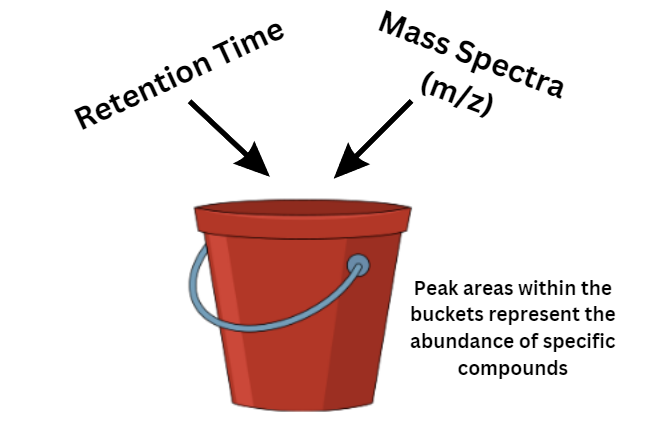 Retention Time
Mass Spectra
(m/z)
Peak areas within the
buckets represent the
abundance of specific
compounds